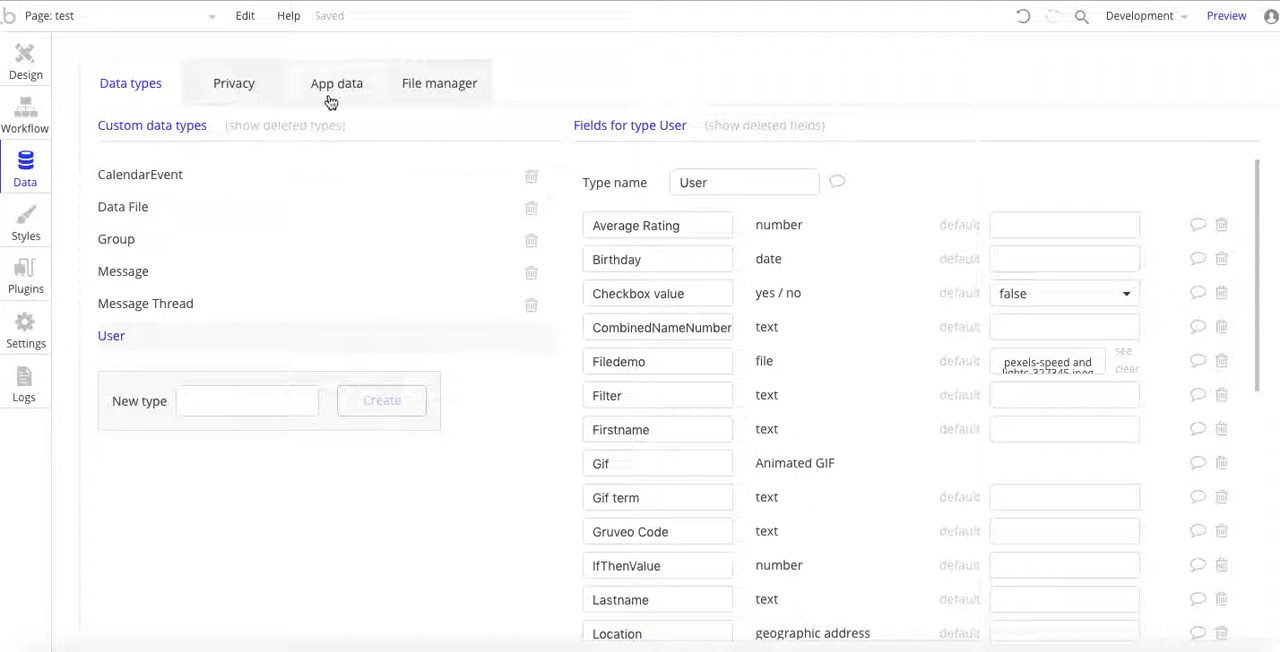 b Page: test Edit Help Saved Development Preview
Design
Workflow
Data
Styles
Plugins
Settings
Logs
Data types Privacy App data File manager
Custom data types (show deleted types)
CalendarEvent
Data File
Group
Message
Message Thread
User
New type Create
Fields for type User (show deleted fields)
Type name User
Average Rating number default
Birthday date default
Checkbox value yes / no default false
CombinedNameNumber text default
Filedemo file default pexels-speed and see
lights-327345.jpeg clear
Filter text default
Firstname text default
Gif Animated GIF
Gif term text default
Gruveo Code text default
IfThenValue number default
Lastname text default
Location geographic address default